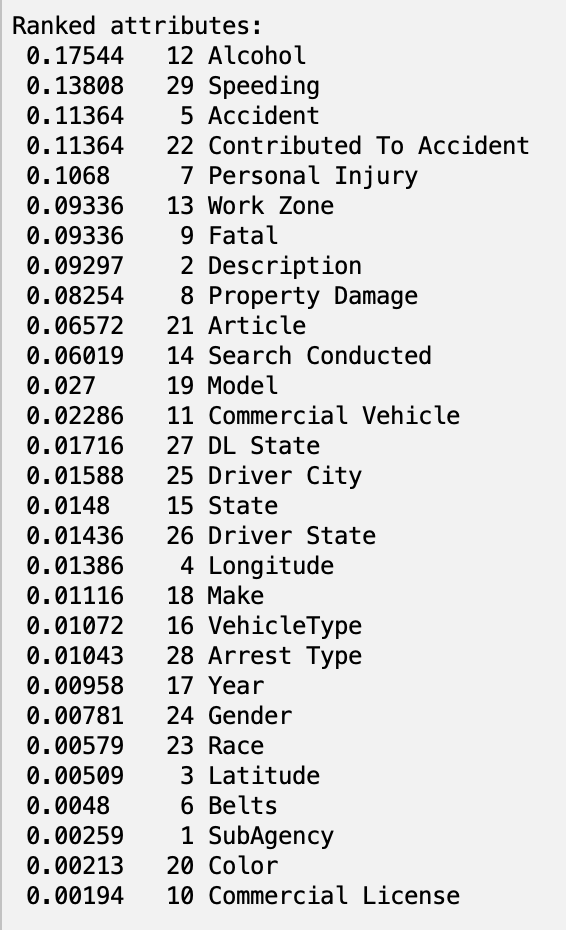 Ranked attributes:
0.17544 12 Alcohol
0.13808 29 Speeding
0.11364 5 Accident
0.11364 22 Contributed To Accident
0.1068 7 Personal Injury
0.09336 13 Work Zone
0.09336 9 Fatal
0.09297 2 Description
0.08254 8 Property Damage
0.06572 21 Article
0.06019 14 Search Conducted
0.027 19 Model
0.02286 11 Commercial Vehicle
0.01716 27 DL State
0.01588 25 Driver City
0.0148 15 State
0.01436 26 Driver State
0.01386 4 Longitude
0.01116 18 Make
0.01072 16 VehicleType
0.01043 28 Arrest Type
0.00958 17 Year
0.00781 24 Gender
0.00579 23 Race
0.00509 3 Latitude
0.0048 6 Belts
0.00259 1 SubAgency
0.00213 20 Color
0.00194 10 Commercial License